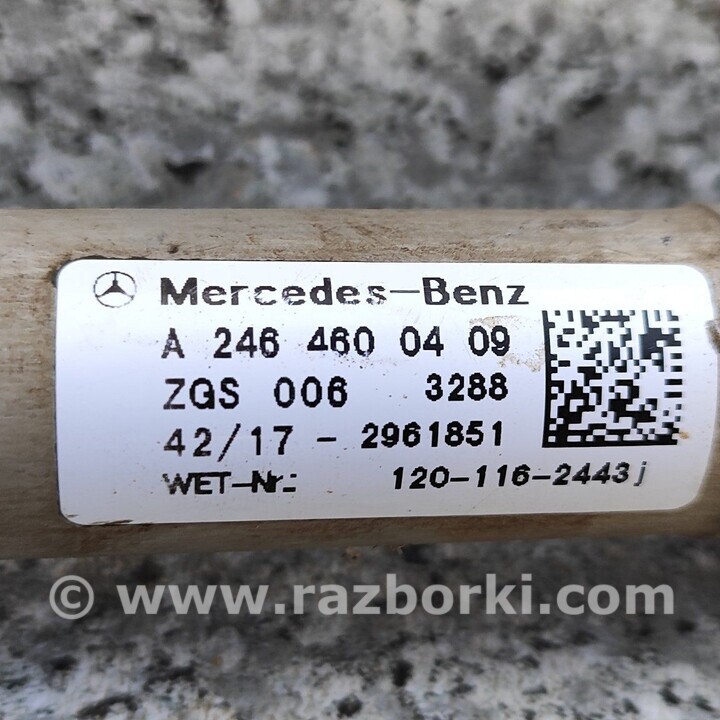 Mercedes-Benz
A 246 460 04 09
ZGS 006 3288
42/17 - 2961851
WET-Nr: 120-116-2443j
© www.razborki.com